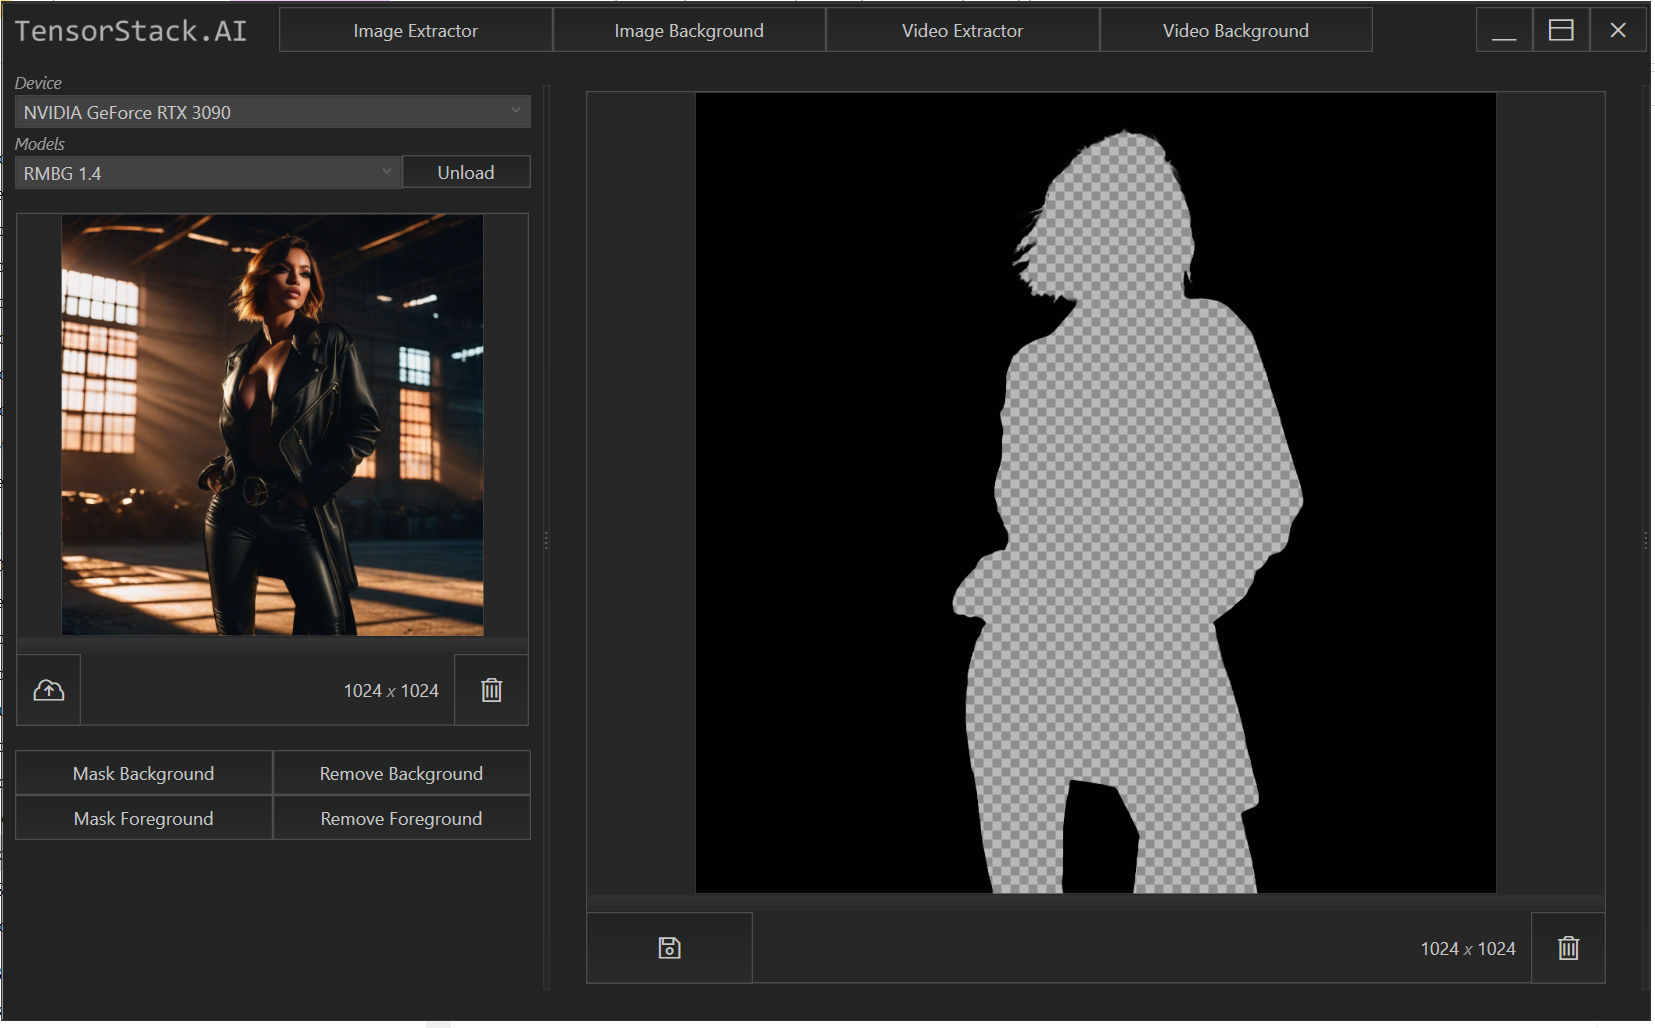 TensorStack.AI
Image Extractor
Image Background
Video Extractor
Video Background
Device
NVIDIA GeForce RTX 3090
Models
RMBG 1.4
Unload
1024 x 1024
Mask Background
Remove Background
Mask Foreground
Remove Foreground
1024 x 1024